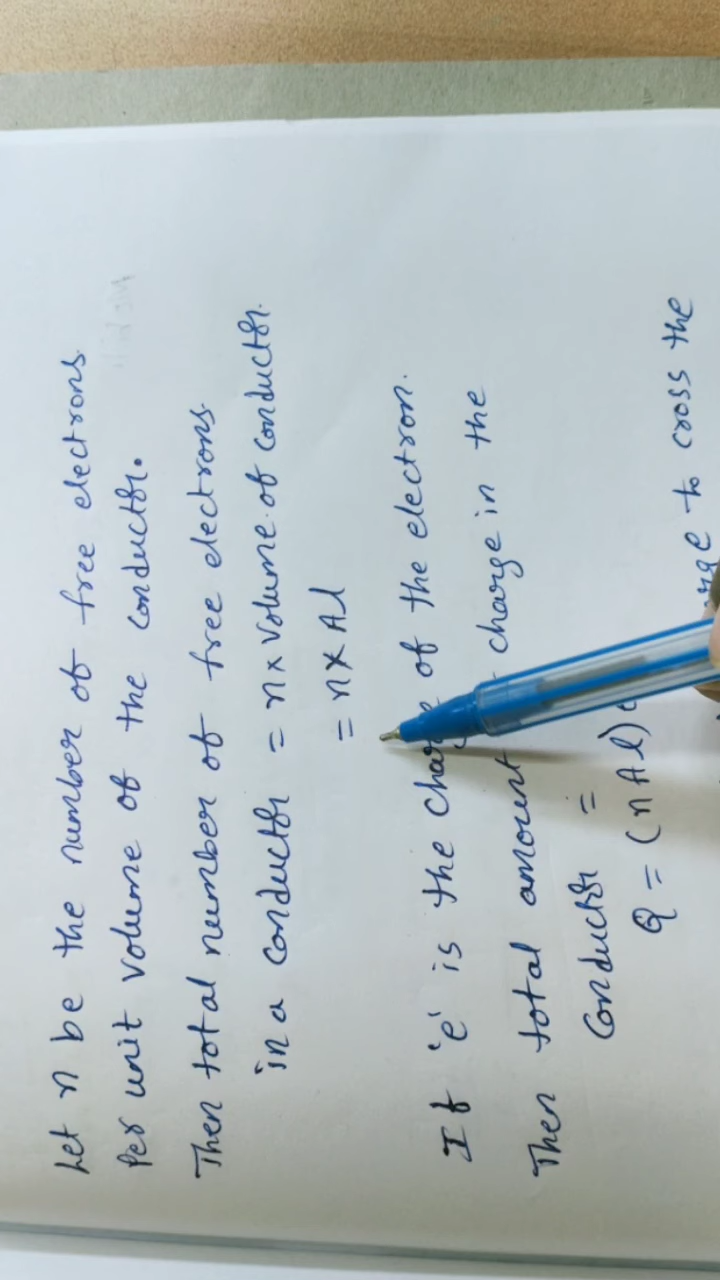 Let n be the number of free electrons
Per unit volume of the conductor.
Then total number of free electrons
in a conductor = n x volume of conductor.
= n x Al
If 'e' is the of the electron.
Then total amount charge in the
conductor =
Q = (nAl)
to cross the